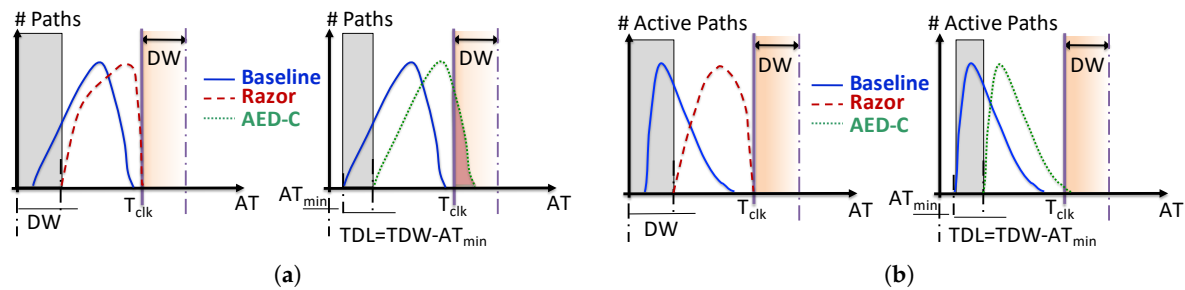 # Paths
DW
Baseline
Razor
AED-C
T_clk
AT
DW
# Paths
DW
AT_min
T_clk
AT
TDL=TDW-AT_min
(a)
# Active Paths
DW
Baseline
Razor
AED-C
T_clk
AT
DW
# Active Paths
DW
AT_min
T_clk
AT
TDL=TDW-AT_min
(b)